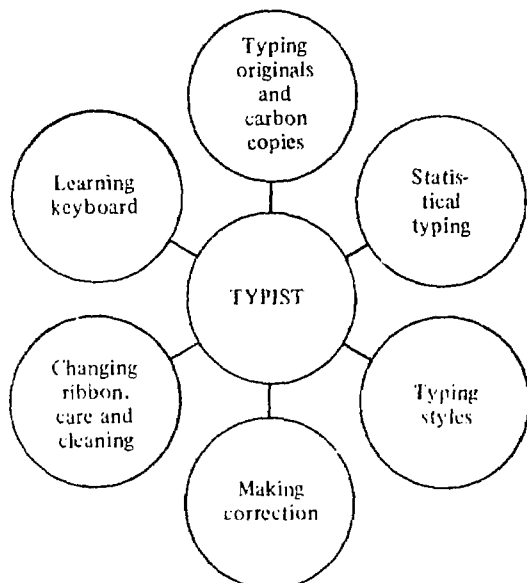 Typing
originals
and
carbon
copies
Statis-
tical
typing
Learning
keyboard
TYPIST
Changing
ribbon,
care and
cleaning
Typing
styles
Making
correction